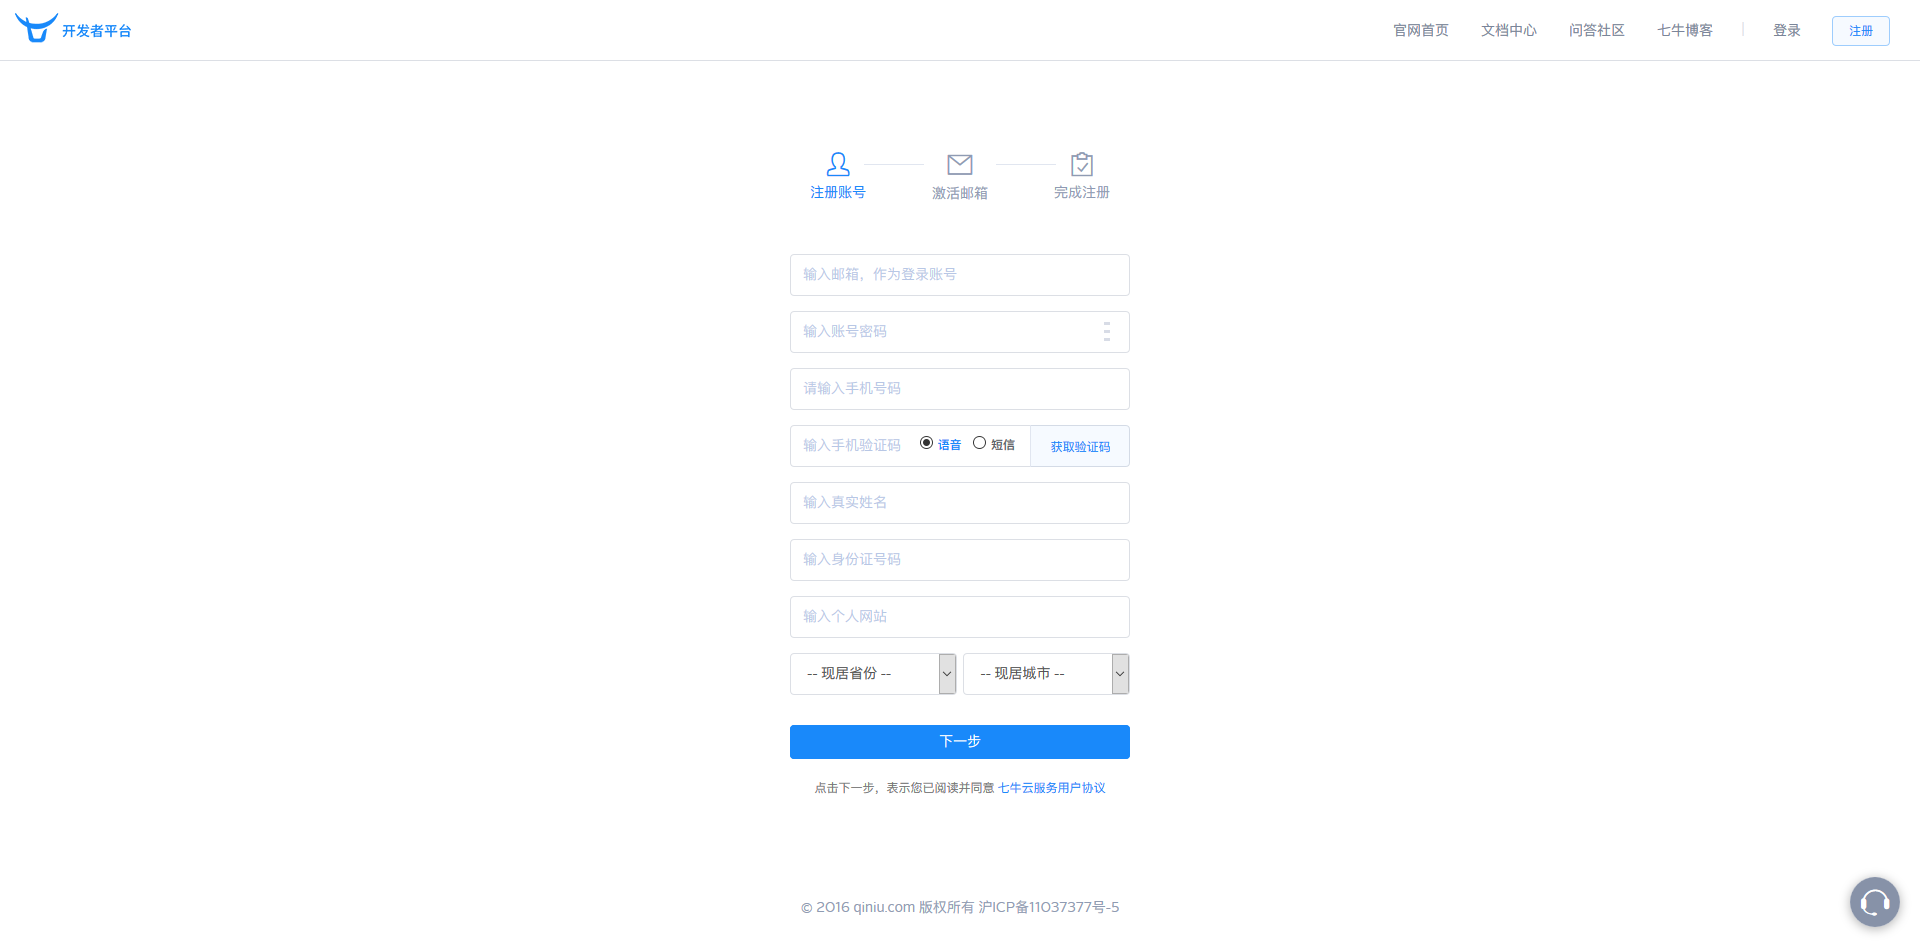 开发者平台
官网首页 文档中心 问答社区 七牛博客 | 登录 注册
注册账号 激活邮箱 完成注册
输入邮箱，作为登录账号
输入账号密码
请输入手机号码
输入手机验证码 语音 短信 获取验证码
输入真实姓名
输入身份证号码
输入个人网站
-- 现居省份 -- -- 现居城市 --
下一步
点击下一步，表示您已阅读并同意 七牛云服务用户协议
© 2016 qiniu.com 版权所有 沪ICP备11037377号-5